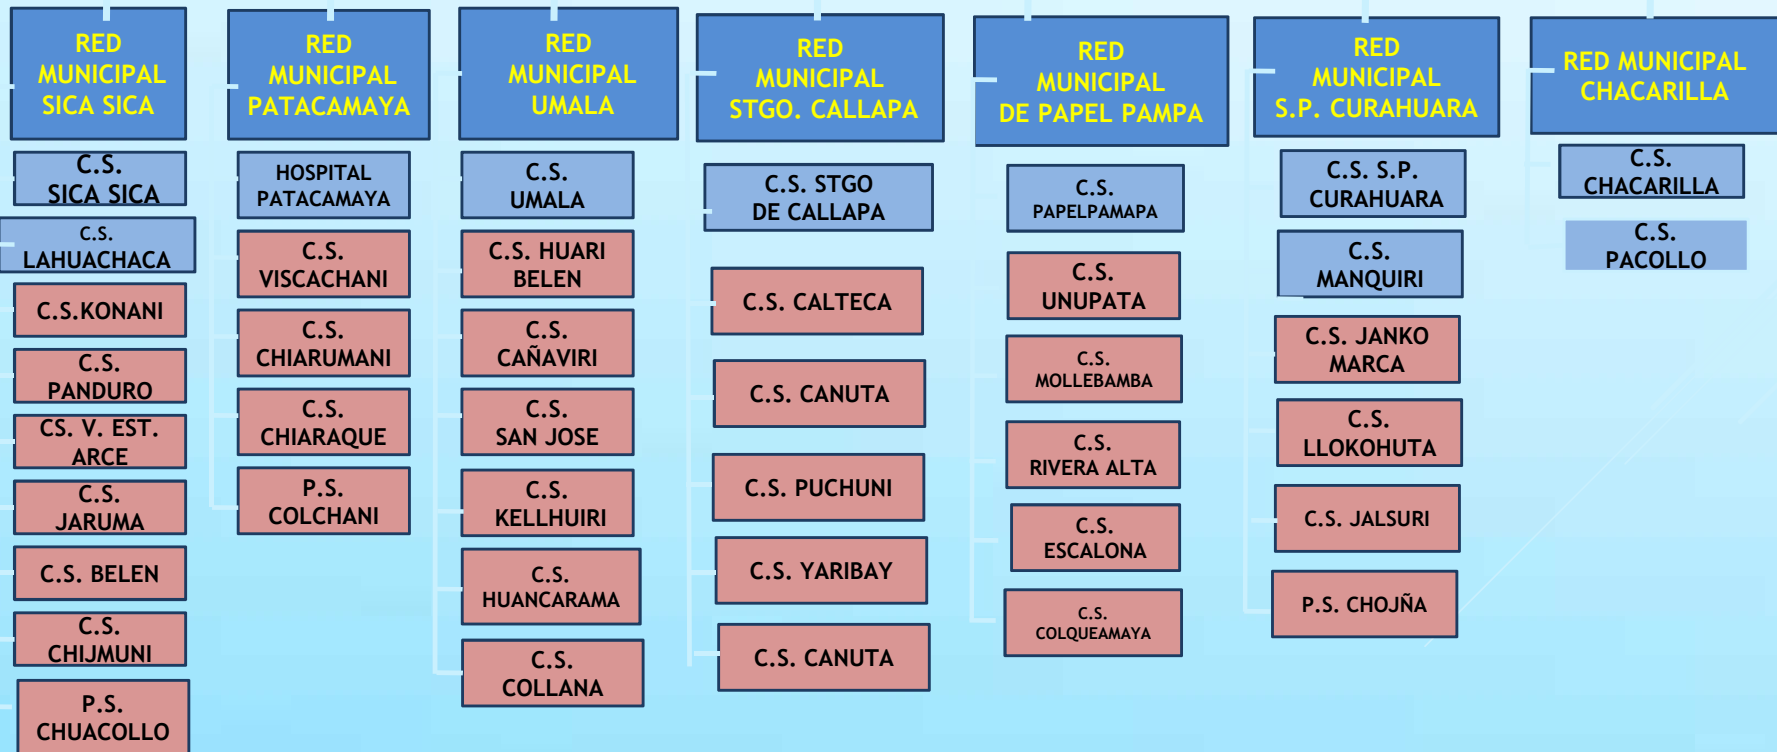 RED
MUNICIPAL
SICA SICA
C.S.
SICA SICA
C.S.
LAHUACHACA
C.S.KONANI
C.S.
PANDURO
CS. V. EST.
ARCE
C.S.
JARUMA
C.S. BELEN
C.S.
CHIJMUNI
P.S.
CHUACOLLO
RED
MUNICIPAL
PATACAMAYA
HOSPITAL
PATACAMAYA
C.S.
VISCACHANI
C.S.
CHIARUMANI
C.S.
CHIARAQUE
P.S.
COLCHANI
RED
MUNICIPAL
UMALA
C.S.
UMALA
C.S. HUARI
BELEN
C.S.
CAÑAVIRI
C.S.
SAN JOSE
C.S.
KELLHUIRI
C.S.
HUANCARAMA
C.S.
COLLANA
RED
MUNICIPAL
STGO. CALLAPA
C.S. STGO
DE CALLAPA
C.S. CALTECA
C.S. CANUTA
C.S. PUCHUNI
C.S. YARIBAY
C.S. CANUTA
RED
MUNICIPAL
DE PAPEL PAMPA
C.S.
PAPELPAMAPA
C.S.
UNUPATA
C.S.
MOLLEBAMBA
C.S.
RIVERA ALTA
C.S.
ESCALONA
C.S.
COLQUEAMAYA
RED
MUNICIPAL
S.P. CURAHUARA
C.S. S.P.
CURAHUARA
C.S.
MANQUIRI
C.S. JANKO
MARCA
C.S.
LLOKOHUTA
C.S. JALSURI
P.S. CHOJÑA
RED MUNICIPAL
CHACARILLA
C.S.
CHACARILLA
C.S.
PACOLLO